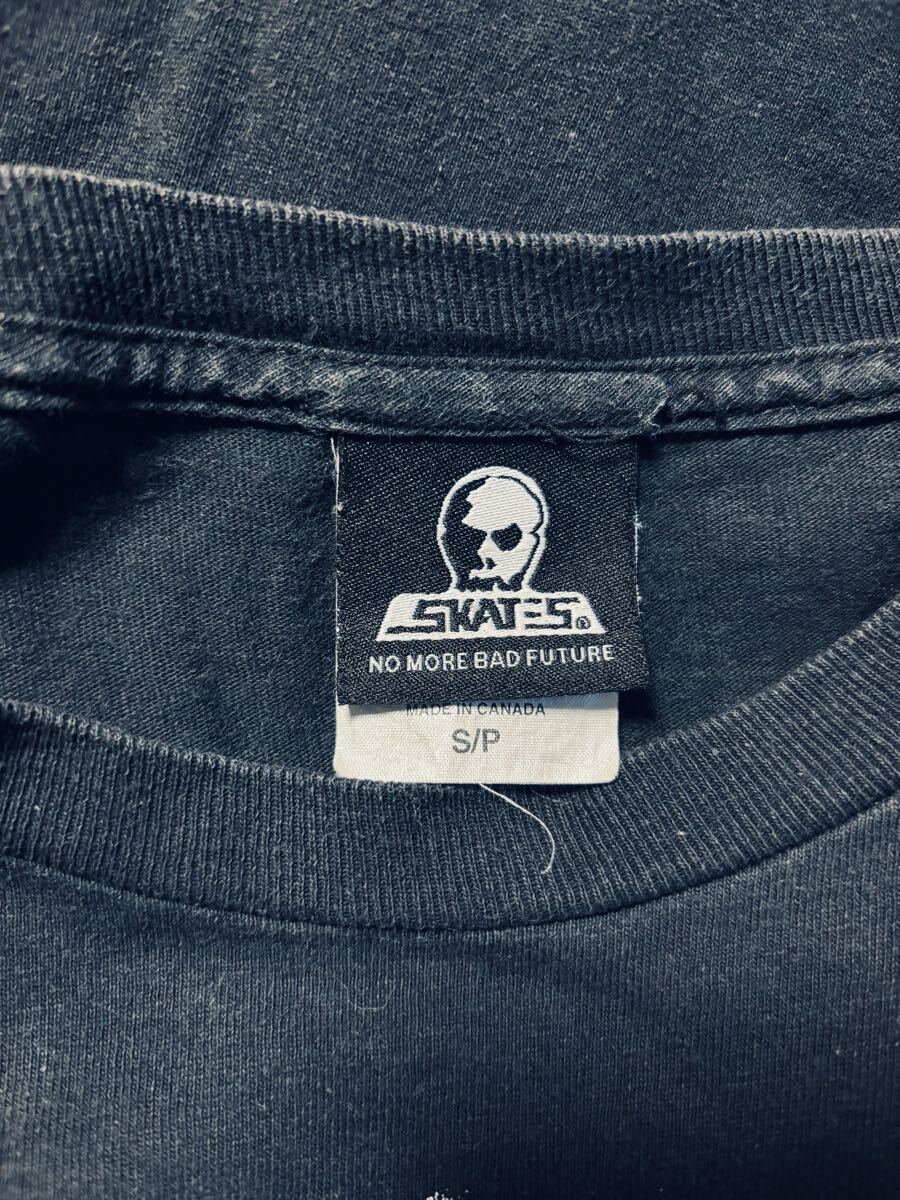 SKATES®
NO MORE BAD FUTURE
MADE IN CANADA
S/P